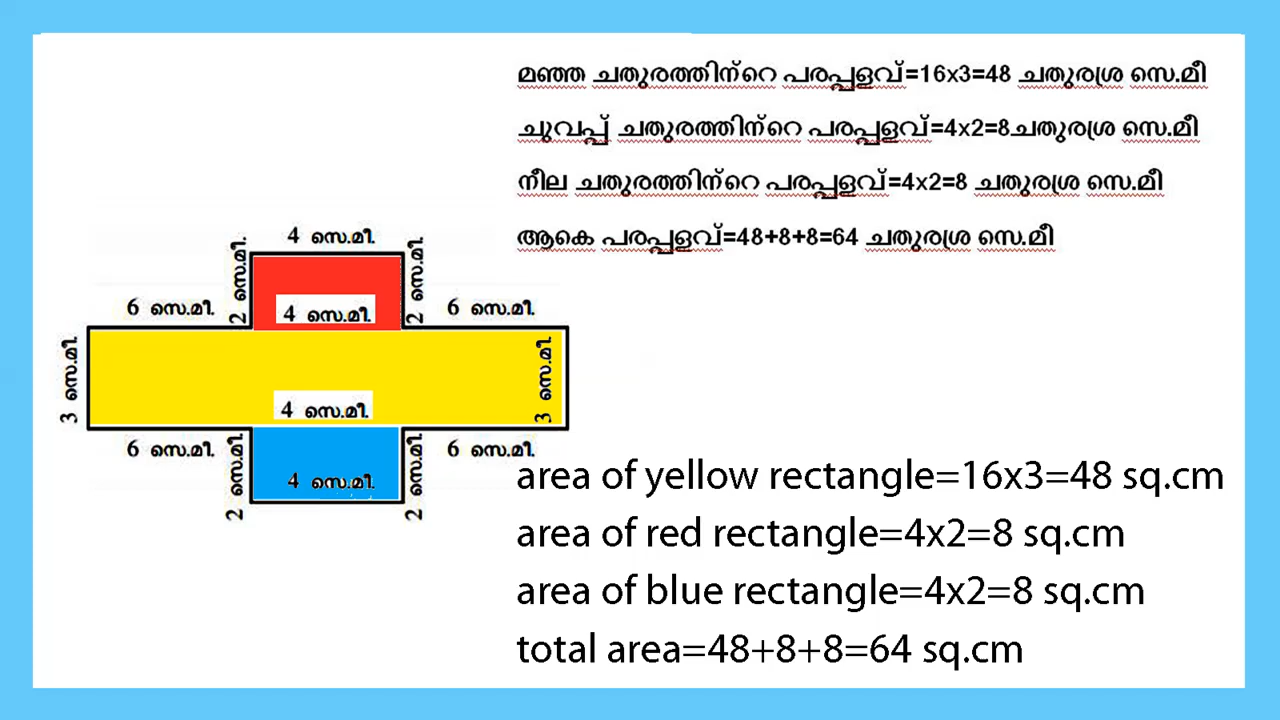 മഞ്ഞ ചതുരത്തിന്റെ പരപ്പളവ്=16x3=48 ചതുരശ്ര സെ.മീ
ചുവപ്പ് ചതുരത്തിന്റെ പരപ്പളവ്=4x2=8ചതുരശ്ര സെ.മീ
നീല ചതുരത്തിന്റെ പരപ്പളവ്=4x2=8 ചതുരശ്ര സെ.മീ
ആകെ പരപ്പളവ്=48+8+8=64 ചതുരശ്ര സെ.മീ
4 സെ.മീ.
2 സെ.മീ.
2 സെ.മീ.
6 സെ.മീ.
4 സെ.മീ.
6 സെ.മീ.
3 സെ.മീ.
3 സെ.മീ.
4 സെ.മീ.
6 സെ.മീ.
2 സെ.മീ.
4 സെ.മീ.
2 സെ.മീ.
6 സെ.മീ.
area of yellow rectangle=16x3=48 sq.cm
area of red rectangle=4x2=8 sq.cm
area of blue rectangle=4x2=8 sq.cm
total area=48+8+8=64 sq.cm